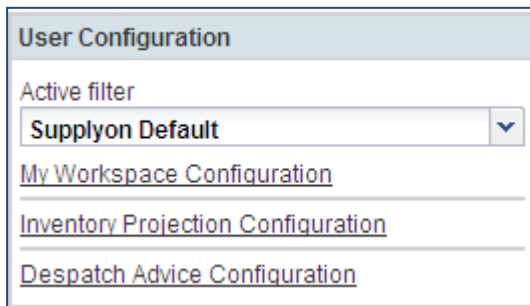 User Configuration
Active filter
Supplyon Default
My Workspace Configuration
Inventory Projection Configuration
Despatch Advice Configuration